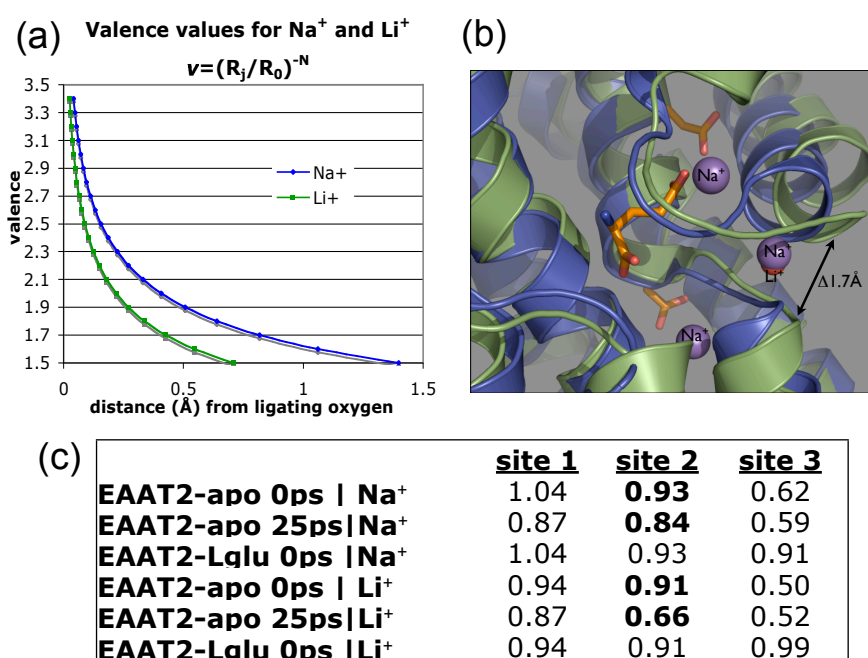 (a) Valence values for Na⁺ and Li⁺
v=(Rⱼ/R₀)⁻ᴺ
3.5
3.3
3.1
2.9
2.7
2.5
2.3
2.1
1.9
1.7
1.5
valence
Na+
Li+
0 0.5 1 1.5
distance (Å) from ligating oxygen
(b)
Na⁺
Na⁺
Li⁺
Δ1.7Å
Na⁺
(c)
site 1 site 2 site 3
EAAT2-apo 0ps | Na⁺ 1.04 0.93 0.62
EAAT2-apo 25ps|Na⁺ 0.87 0.84 0.59
EAAT2-Lglu 0ps |Na⁺ 1.04 0.93 0.91
EAAT2-apo 0ps | Li⁺ 0.94 0.91 0.50
EAAT2-apo 25ps|Li⁺ 0.87 0.66 0.52
EAAT2-Lglu 0ps |Li⁺ 0.94 0.91 0.99